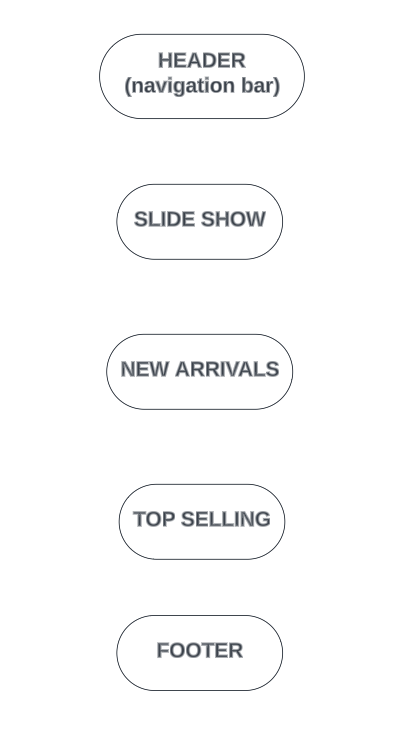 HEADER
(navigation bar)
SLIDE SHOW
NEW ARRIVALS
TOP SELLING
FOOTER